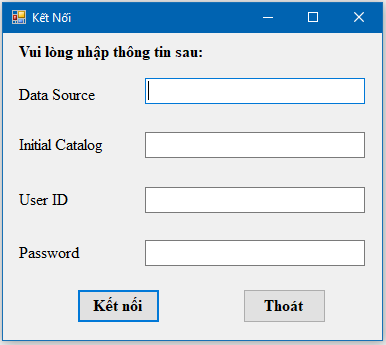 Kết Nối
Vui lòng nhập thông tin sau:
Data Source
Initial Catalog
User ID
Password
Kết nối
Thoát